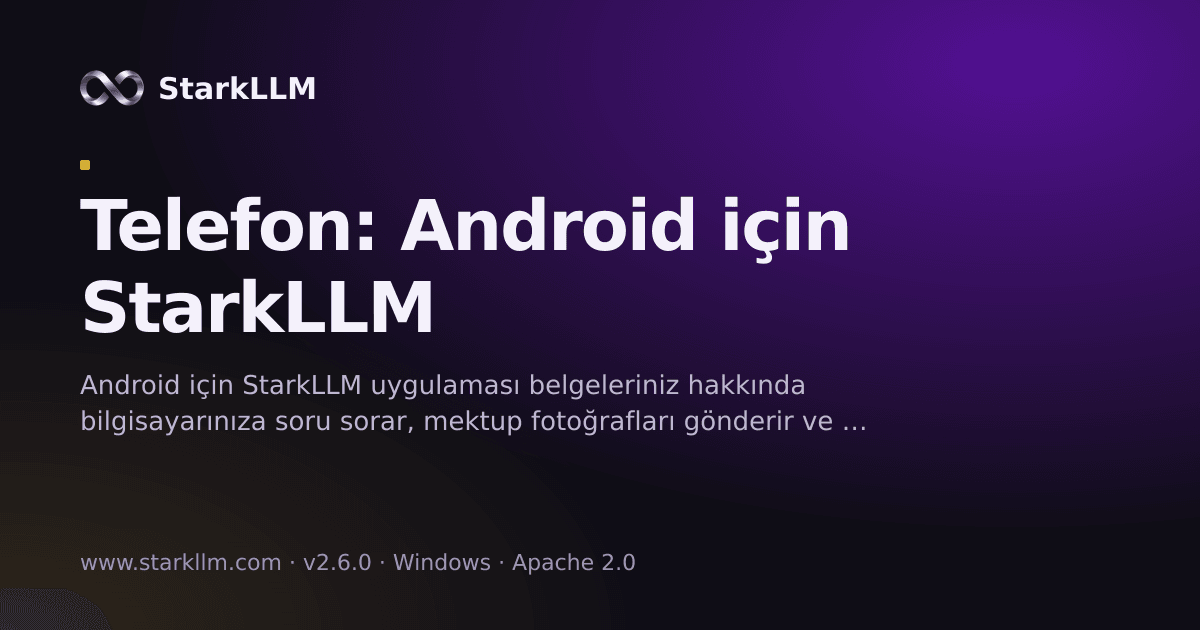 StarkLLM
Telefon: Android için
StarkLLM
Android için StarkLLM uygulaması belgeleriniz hakkında
bilgisayarınıza soru sorar, mektup fotoğrafları gönderir ve …
www.starkllm.com · v2.6.0 · Windows · Apache 2.0